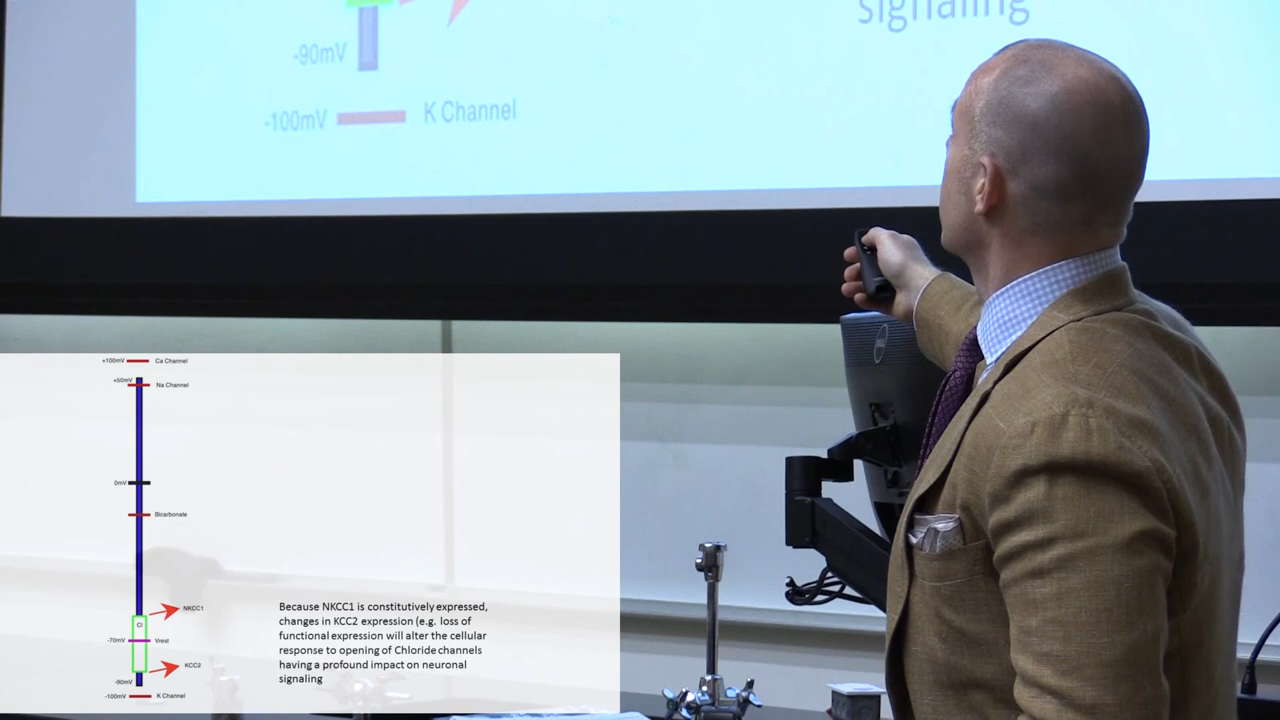 signaling
-90mV
-100mV K Channel
+100mV Ca Channel
+50mV
Na Channel
0mV
Bicarbonate
NKCC1
Cl
-70mV Vrest
KCC2
-90mV
-100mV K Channel
Because NKCC1 is constitutively expressed,
changes in KCC2 expression (e.g. loss of
functional expression will alter the cellular
response to opening of Chloride channels
having a profound impact on neuronal
signaling